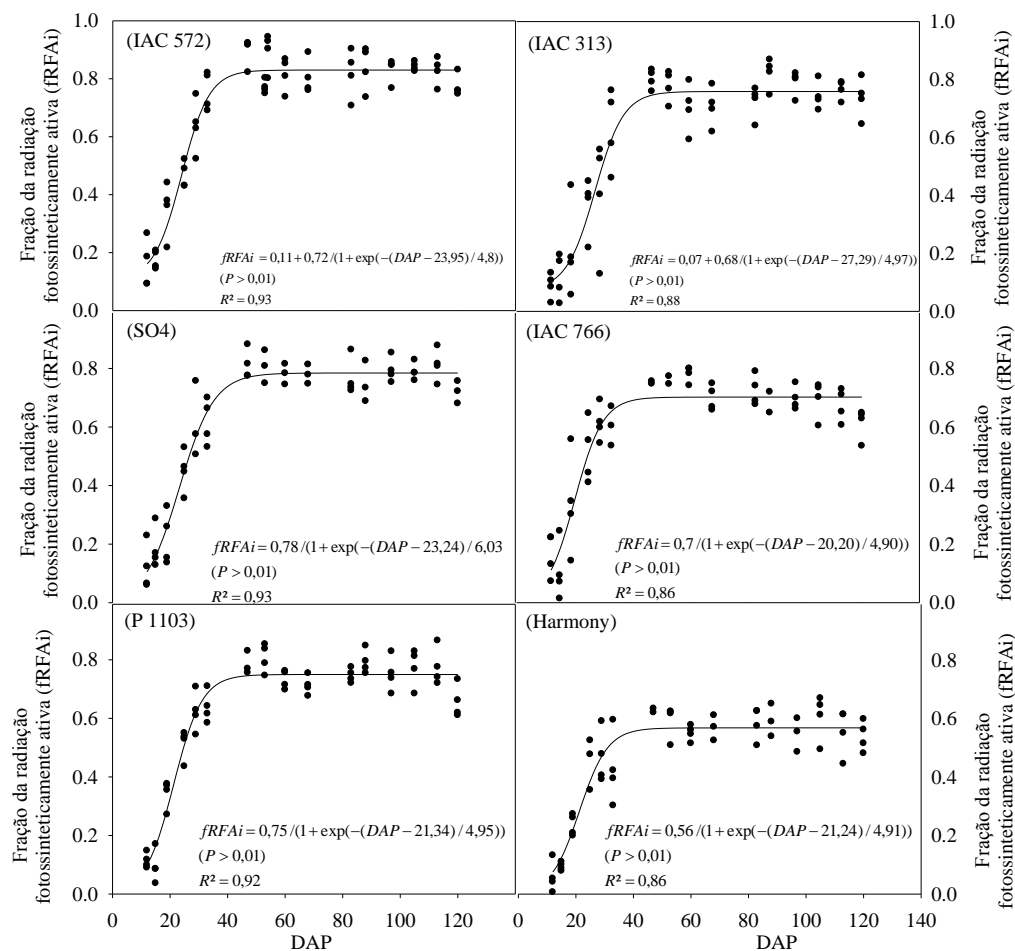 (IAC 572)
1.0
0.8
0.6
0.4
0.2
0.0
Fração da radiação
fotossinteticamente ativa (fRFAi)
fRFAi = 0,11 + 0,72 /(1 + exp(−(DAP − 23,95) / 4,8))
(P > 0,01)
R² = 0,93
(IAC 313)
1.0
0.8
0.6
0.4
0.2
0.0
Fração da radiação
fotossinteticamente ativa (fRFAi)
fRFAi = 0,07 + 0,68 /(1 + exp(−(DAP − 27,29) / 4,97))
(P > 0,01)
R² = 0,88
(SO4)
0.8
0.6
0.4
0.2
0.0
Fração da radiação
fotossinteticamente ativa (fRFAi)
fRFAi = 0,78 /(1 + exp(−(DAP − 23,24) / 6,03
(P > 0,01)
R² = 0,93
(IAC 766)
0.8
0.6
0.4
0.2
0.0
Fração da radiação
fotossinteticamente ativa (fRFAi)
fRFAi = 0,7 /(1 + exp(−(DAP − 20,20) / 4,90))
(P > 0,01)
R² = 0,86
(P 1103)
0.8
0.6
0.4
0.2
0.0
Fração da radiação
fotossinteticamente ativa (fRFAi)
fRFAi = 0,75 /(1 + exp(−(DAP − 21,34) / 4,95))
(P > 0,01)
R² = 0,92
0 20 40 60 80 100 120
DAP
(Harmony)
0.8
0.6
0.4
0.2
0.0
Fração da radiação
fotossinteticamente ativa (fRFAi)
fRFAi = 0,56 /(1 + exp(−(DAP − 21,24) / 4,91))
(P > 0,01)
R² = 0,86
0 20 40 60 80 100 120 140
DAP